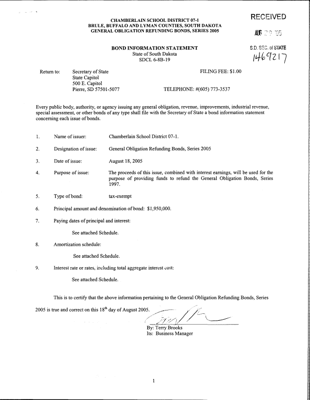 RECEIVED
CHAMBERLAIN SCHOOL DISTRICT 07-1
BRULE, BUFFALO AND LYMAN COUNTIES, SOUTH DAKOTA
GENERAL OBLIGATION REFUNDING BONDS, SERIES 2005
BOND INFORMATION STATEMENT
State of South Dakota
SDCL 6-8B-19
S.D. SEC. OF STATE
1469217
Return to: Secretary of State FILING FEE: $1.00
State Capitol
500 E. Capitol
Pierre, SD 57501-5077 TELEPHONE: #(605) 773-3537
Every public body, authority, or agency issuing any general obligation, revenue, improvements, industrial revenue,
special assessment, or other bonds of any type shall file with the Secretary of State a bond information statement
concerning each issue of bonds.
1. Name of issuer: Chamberlain School District 07-1.
2. Designation of issue: General Obligation Refunding Bonds, Series 2005
3. Date of issue: August 18, 2005
4. Purpose of issue: The proceeds of this issue, combined with interest earnings, will be used for the
purpose of providing funds to refund the General Obligation Bonds, Series
1997.
5. Type of bond: tax-exempt
6. Principal amount and denomination of bond: $1,950,000.
7. Paying dates of principal and interest:
See attached Schedule.
8. Amortization schedule:
See attached Schedule.
9. Interest rate or rates, including total aggregate interest cost:
See attached Schedule.
This is to certify that the above information pertaining to the General Obligation Refunding Bonds, Series
2005 is true and correct on this 18th day of August 2005.
By: Terry Brooks
Its: Business Manager
1